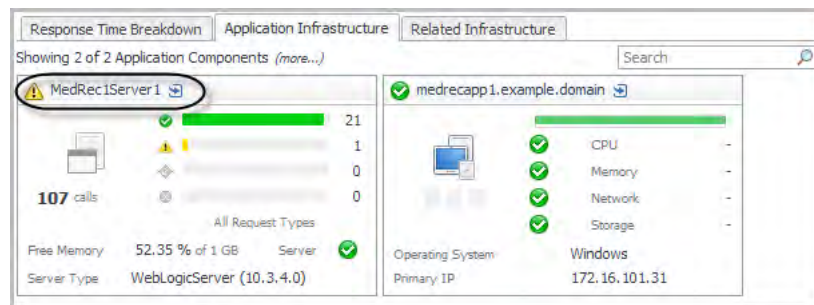 Response Time Breakdown Application Infrastructure Related Infrastructure
Showing 2 of 2 Application Components (more...) Search
MedRec1Server1
21
1
0
107 calls 0
All Request Types
Free Memory 52.35 % of 1 GB Server
Server Type WebLogicServer (10.3.4.0)
medrecapp1.example.domain
CPU -
Memory -
Network -
Storage -
Operating System Windows
Primary IP 172.16.101.31